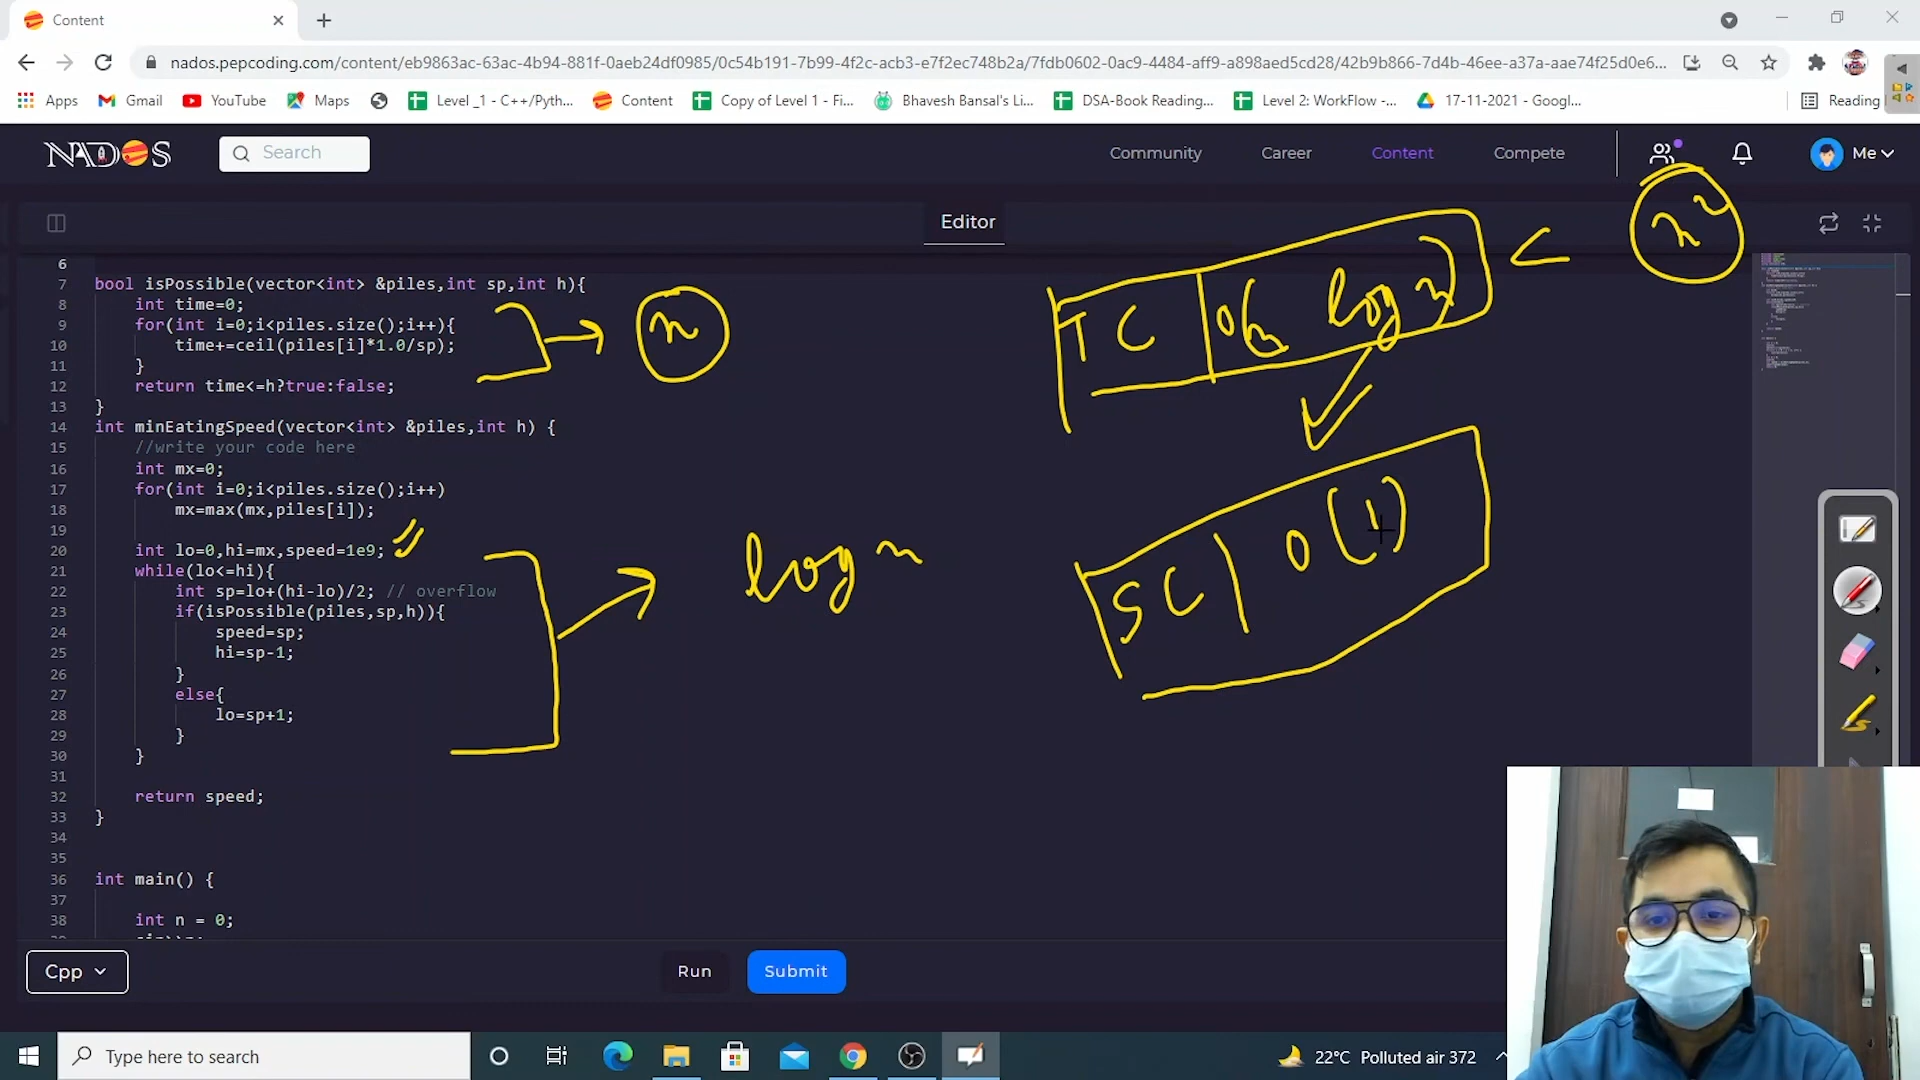 Content
nados.pepcoding.com/content/eb9863ac-63ac-4b94-881f-0aeb24df0985/0c54b191-7b99-4f2c-acb3-e7f2ec748b2a/7fdb0602-0ac9-4484-aff9-a898aed5cd28/42b9b866-7d4b-46ee-a37a-aae74f25d0e6...
Apps Gmail YouTube Maps Level _1 - C++/Pyth... Content Copy of Level 1 - Fi... Bhavesh Bansal's Li... DSA-Book Reading... Level 2: WorkFlow -... 17-11-2021 - Googl... Reading
NADOS Search Community Career Content Compete Me
Editor
n²
TC | O(n log n) <
6
7 bool isPossible(vector<int> &piles,int sp,int h){
8 int time=0;
9 for(int i=0;i<piles.size();i++){
10 time+=ceil(piles[i]*1.0/sp);
11 }
12 return time<=h?true:false;
13 }
n
14 int minEatingSpeed(vector<int> &piles,int h) {
15 //write your code here
16 int mx=0;
17 for(int i=0;i<piles.size();i++)
18 mx=max(mx,piles[i]);
19
20 int lo=0,hi=mx,speed=1e9;
21 while(lo<=hi){
22 int sp=lo+(hi-lo)/2; // overflow
23 if(isPossible(piles,sp,h)){
24 speed=sp;
25 hi=sp-1;
26 }
27 else{
28 lo=sp+1;
29 }
30 }
31
32 return speed;
33 }
log n
SC | O(1)
34
35
36 int main() {
37
38 int n = 0;
Cpp Run Submit
Type here to search 22°C Polluted air 372